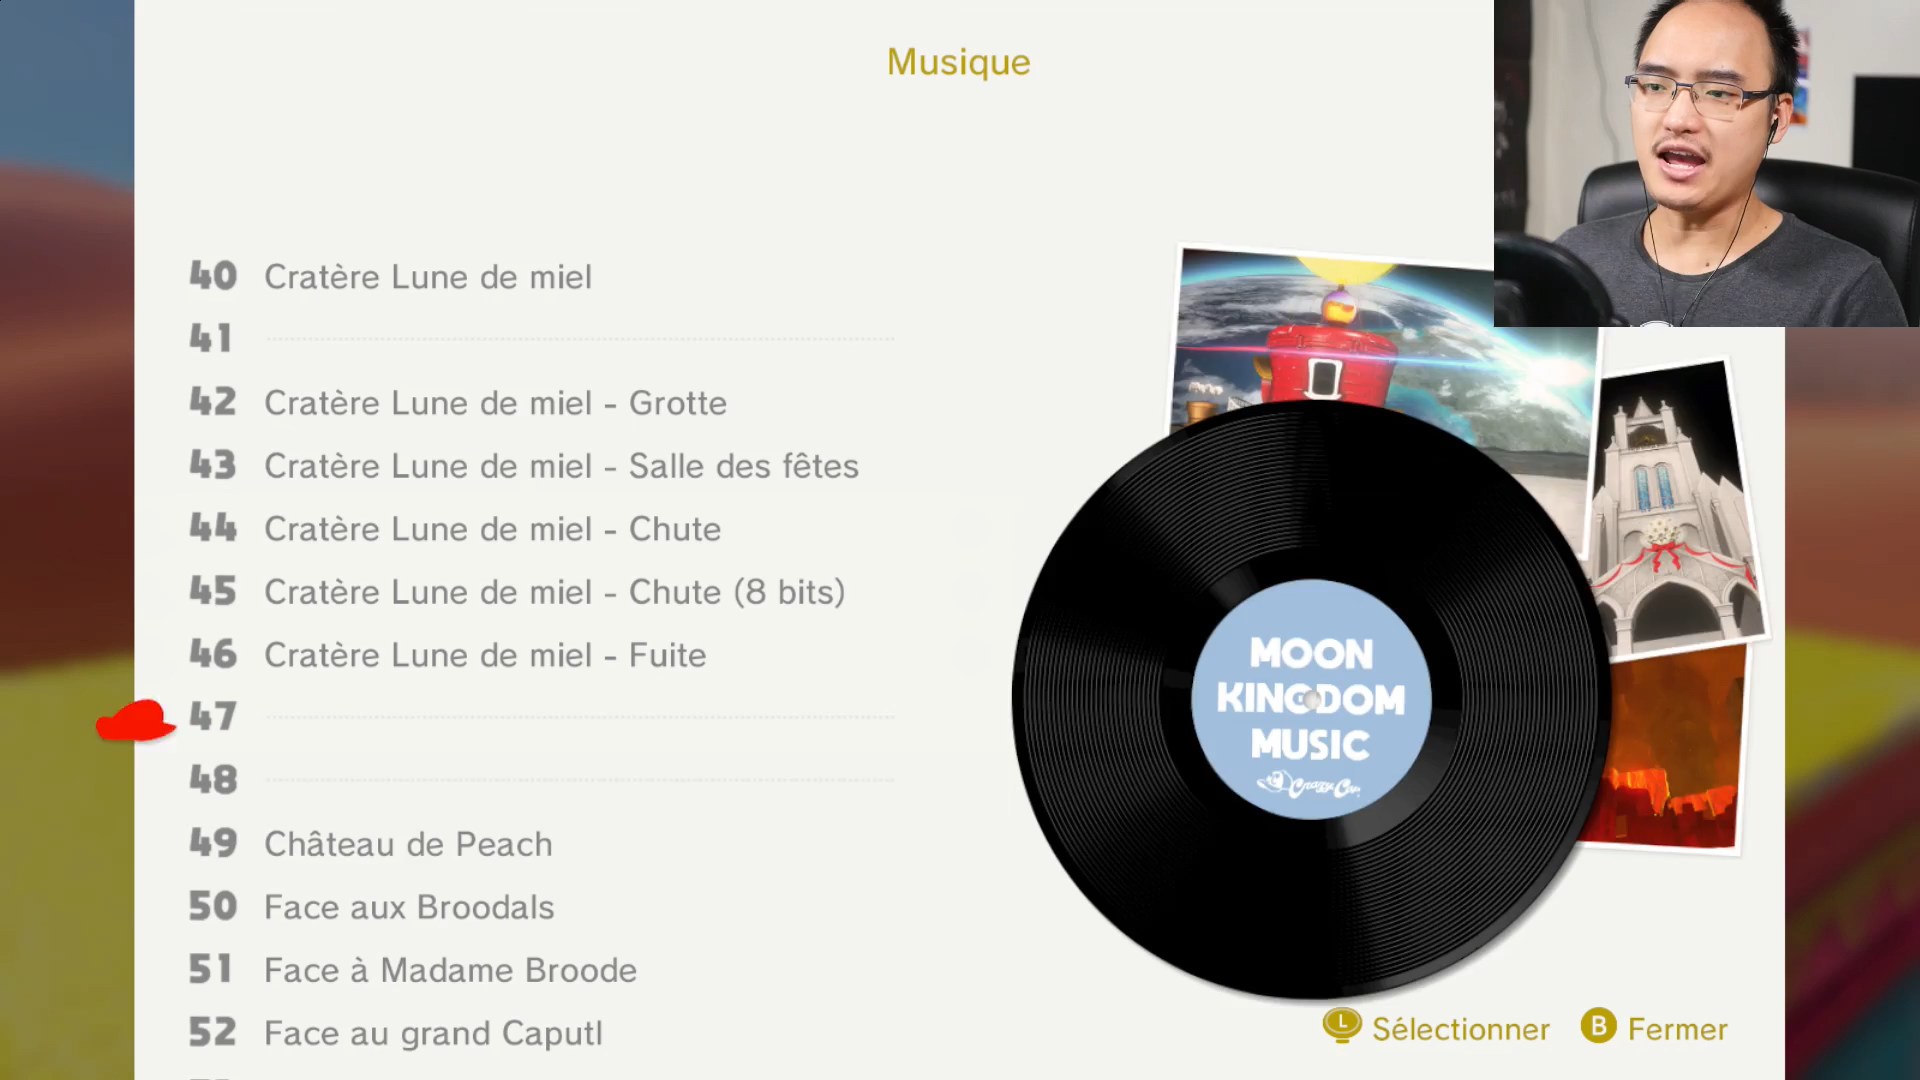 Musique
40 Cratère Lune de miel
41
42 Cratère Lune de miel - Grotte
43 Cratère Lune de miel - Salle des fêtes
44 Cratère Lune de miel - Chute
45 Cratère Lune de miel - Chute (8 bits)
46 Cratère Lune de miel - Fuite
47
48
49 Château de Peach
50 Face aux Broodals
51 Face à Madame Broode
52 Face au grand Caputl
MOON
KINGDOM
MUSIC
Crazy Cap
L Sélectionner B Fermer